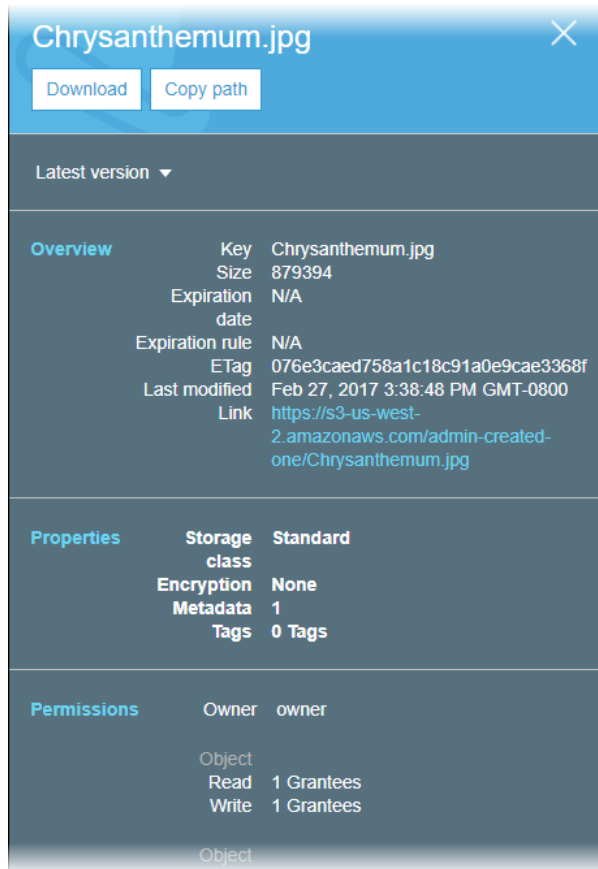 Chrysanthemum.jpg
Download Copy path
Latest version
Overview Key Chrysanthemum.jpg
Size 879394
Expiration N/A
date
Expiration rule N/A
ETag 076e3caed758a1c18c91a0e9cae3368f
Last modified Feb 27, 2017 3:38:48 PM GMT-0800
Link https://s3-us-west-
2.amazonaws.com/admin-created-
one/Chrysanthemum.jpg
Properties Storage Standard
class
Encryption None
Metadata 1
Tags 0 Tags
Permissions Owner owner
Object
Read 1 Grantees
Write 1 Grantees
Object